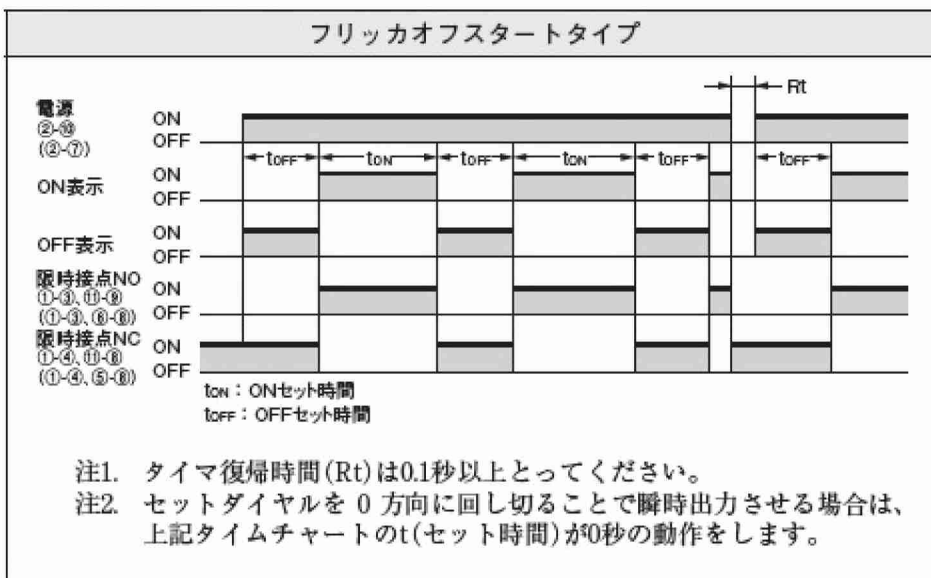 フリッカオフスタートタイプ
Rt
電源
②-⑩
(②-⑦)
ON
OFF
tOFF tON tOFF tON tOFF tOFF
ON表示
ON
OFF
OFF表示
ON
OFF
限時接点NO
①-③、⑪-⑨
(①-③、⑥-⑧)
ON
OFF
限時接点NC
①-④、⑪-⑧
(①-④、⑤-⑧)
ON
OFF
tON：ONセット時間
tOFF：OFFセット時間
注1. タイマ復帰時間(Rt)は0.1秒以上とってください。
注2. セットダイヤルを 0 方向に回し切ることで瞬時出力させる場合は、
上記タイムチャートのt(セット時間)が0秒の動作をします。